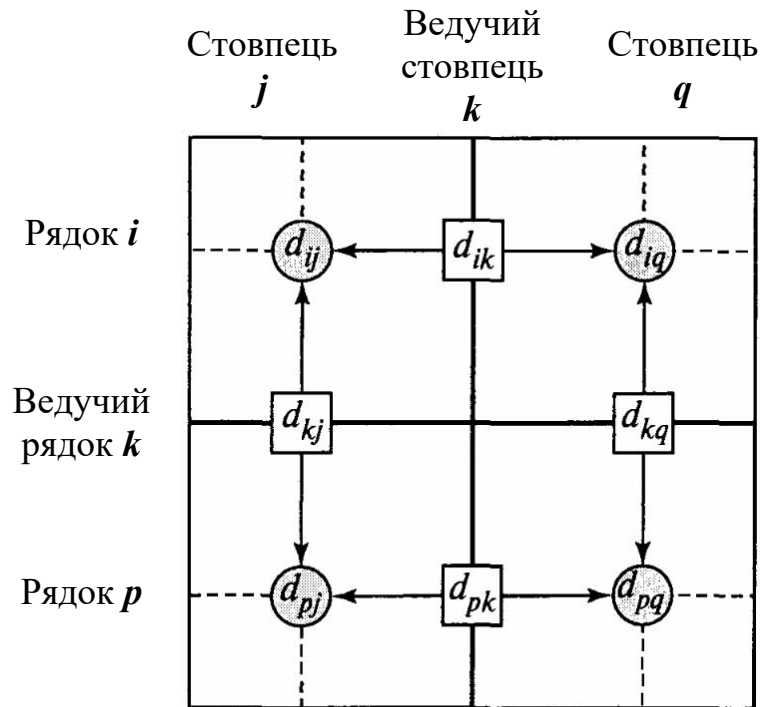 Стовпець
j
Ведучий
стовпець
k
Стовпець
q
Рядок i
d_ij
d_ik
d_iq
Ведучий
рядок k
d_kj
d_kq
Рядок p
d_pj
d_pk
d_pq